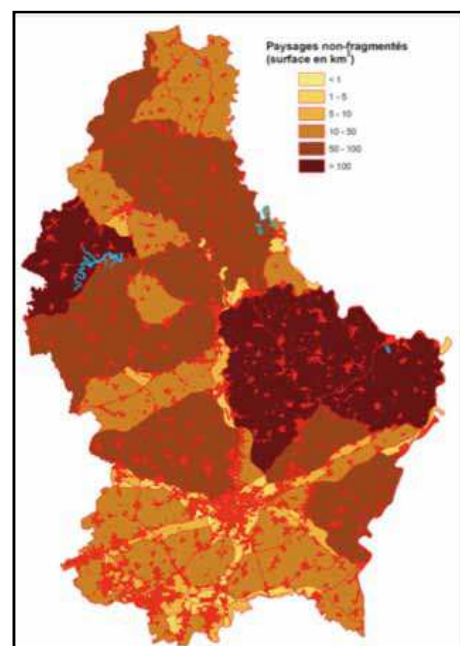 Paysages non-fragmentés
(surface en km²)
< 1
1 - 5
5 - 10
10 - 50
50 - 100
> 100